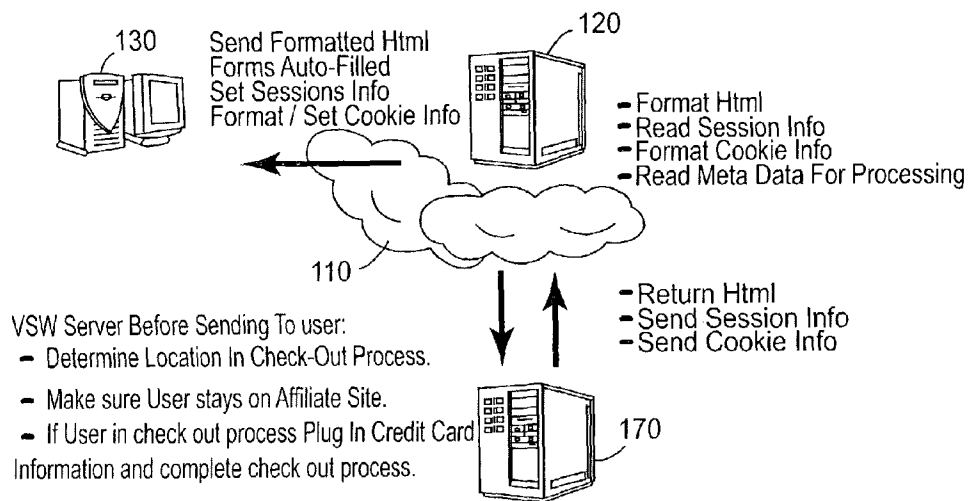 130
Send Formatted Html
Forms Auto-Filled
Set Sessions Info
Format / Set Cookie Info
120
- Format Html
- Read Session Info
- Format Cookie Info
- Read Meta Data For Processing
110
- Return Html
- Send Session Info
- Send Cookie Info
VSW Server Before Sending To user:
- Determine Location In Check-Out Process.
- Make sure User stays on Affiliate Site.
- If User in check out process Plug In Credit Card
Information and complete check out process.
170